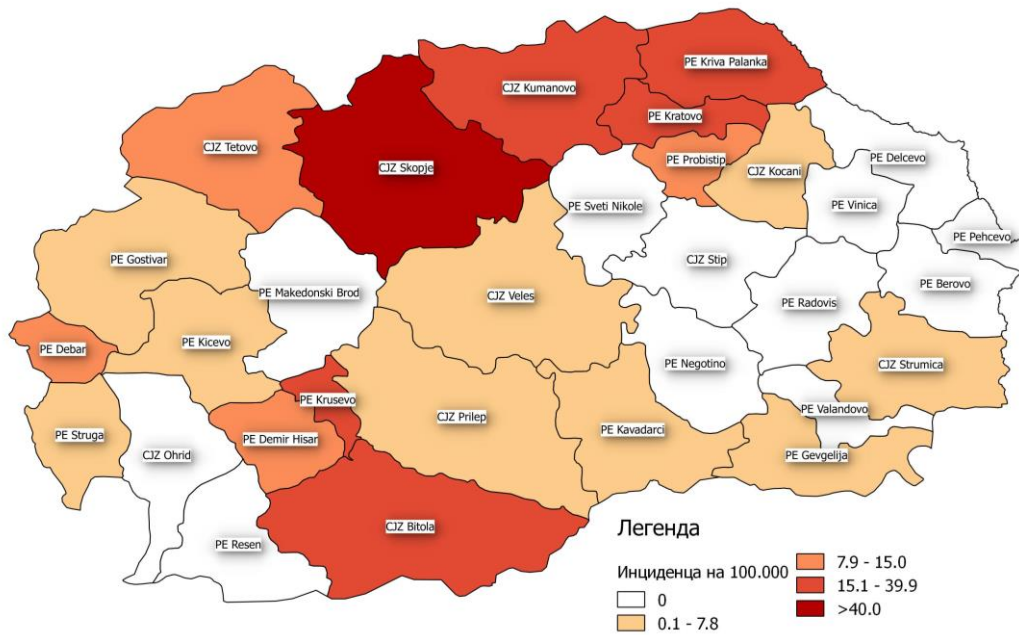 PE Kriva Palanka
CJZ Kumanovo
PE Kratovo
CJZ Tetovo
CJZ Skopje
PE Probistip
CJZ Kocani
PE Delcevo
PE Sveti Nikole
PE Vinica
PE Pehcevo
PE Gostivar
CJZ Stip
PE Berovo
PE Makedonski Brod
CJZ Veles
PE Radovis
PE Debar
PE Kicevo
PE Negotino
CJZ Strumica
PE Krusevo
PE Valandovo
CJZ Prilep
PE Kavadarci
PE Struga
PE Demir Hisar
CJZ Ohrid
PE Gevgelija
CJZ Bitola
PE Resen
Легенда
Инциденца на 100.000
0
0.1 - 7.8
7.9 - 15.0
15.1 - 39.9
>40.0